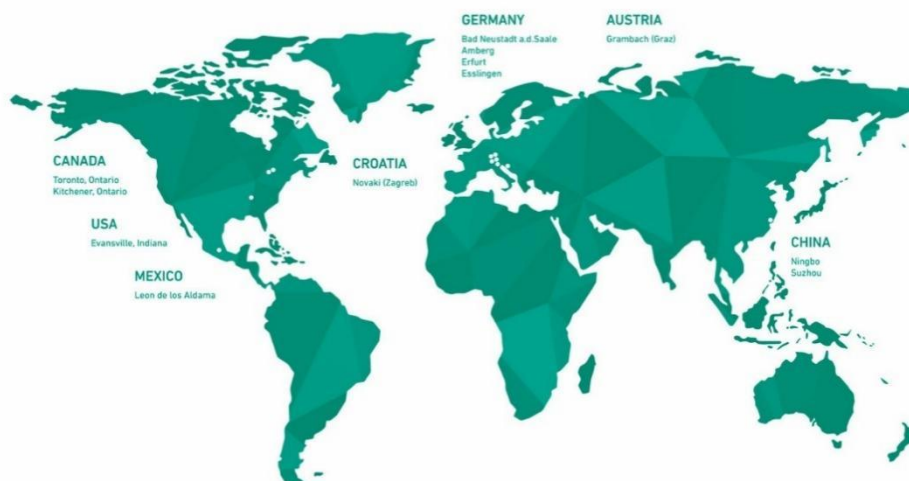 GERMANY
Bad Neustadt a.d.Saale
Amberg
Erfurt
Esslingen
AUSTRIA
Grambach (Graz)
CANADA
Toronto, Ontario
Kitchener, Ontario
CROATIA
Novaki (Zagreb)
USA
Evansville, Indiana
CHINA
Ningbo
Suzhou
MEXICO
Leon de los Aldama